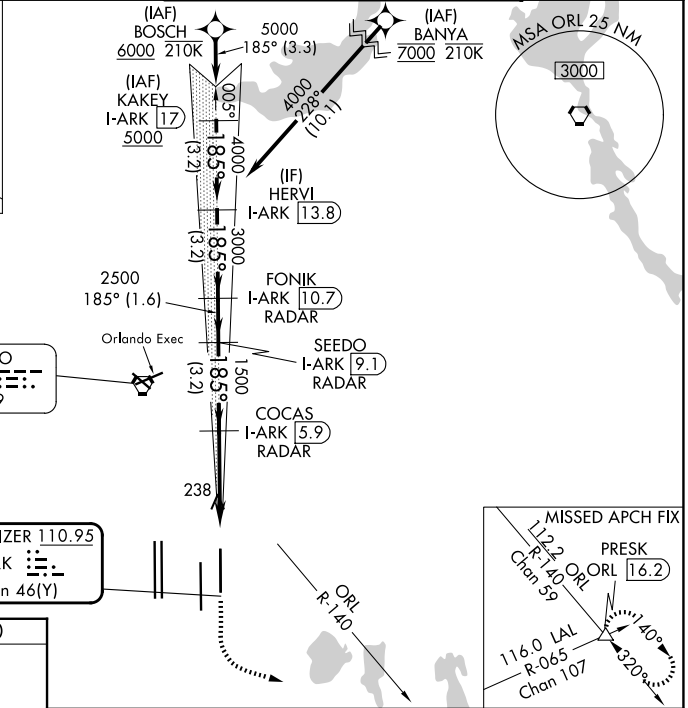 (IAF)
BOSCH
6000 210K
5000
185° (3.3)
(IAF)
BANYA
7000 210K
MSA ORL 25 NM
3000
(IAF)
KAKEY
I-ARK 17
5000
005°
4000
228°
(10.1)
4000
185°
(3.2)
(IF)
HERVI
I-ARK 13.8
3000
185°
(3.2)
2500
185° (1.6)
FONIK
I-ARK 10.7
RADAR
Orlando Exec
SEEDO
I-ARK 9.1
RADAR
O
9
1500
185°
(3.2)
COCAS
I-ARK 5.9
RADAR
238
IZER 110.95
RK
n 46(Y)
)
ORL
R-140
MISSED APCH FIX
112.2 ORL
R-140
Chan 59
PRESK
ORL 16.2
116.0 LAL
R-065
Chan 107
140°
320°